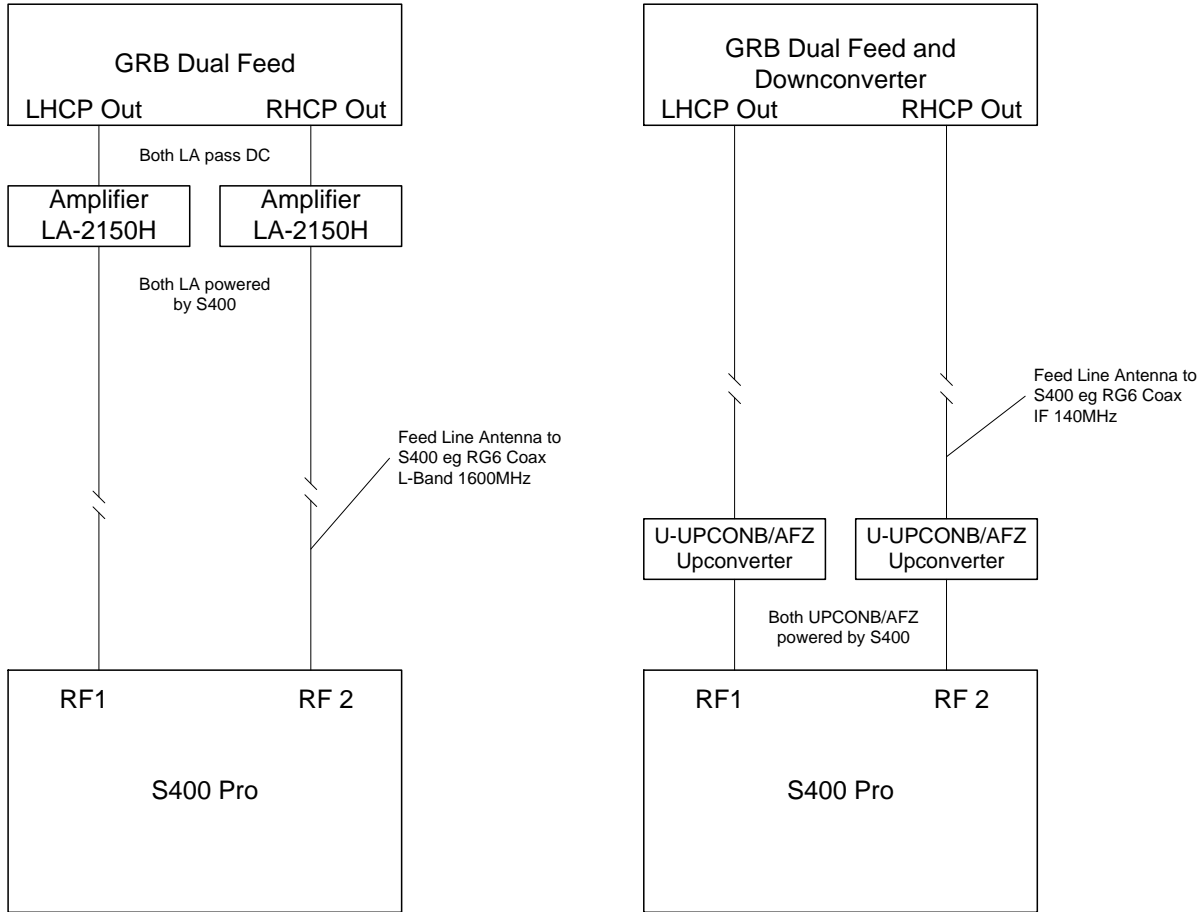 GRB Dual Feed
LHCP Out
RHCP Out
Both LA pass DC
Amplifier
LA-2150H
Amplifier
LA-2150H
Both LA powered
by S400
Feed Line Antenna to
S400 eg RG6 Coax
L-Band 1600MHz
RF1
RF 2
S400 Pro
GRB Dual Feed and
Downconverter
LHCP Out
RHCP Out
Feed Line Antenna to
S400 eg RG6 Coax
IF 140MHz
U-UPCONB/AFZ
Upconverter
U-UPCONB/AFZ
Upconverter
Both UPCONB/AFZ
powered by S400
RF1
RF 2
S400 Pro